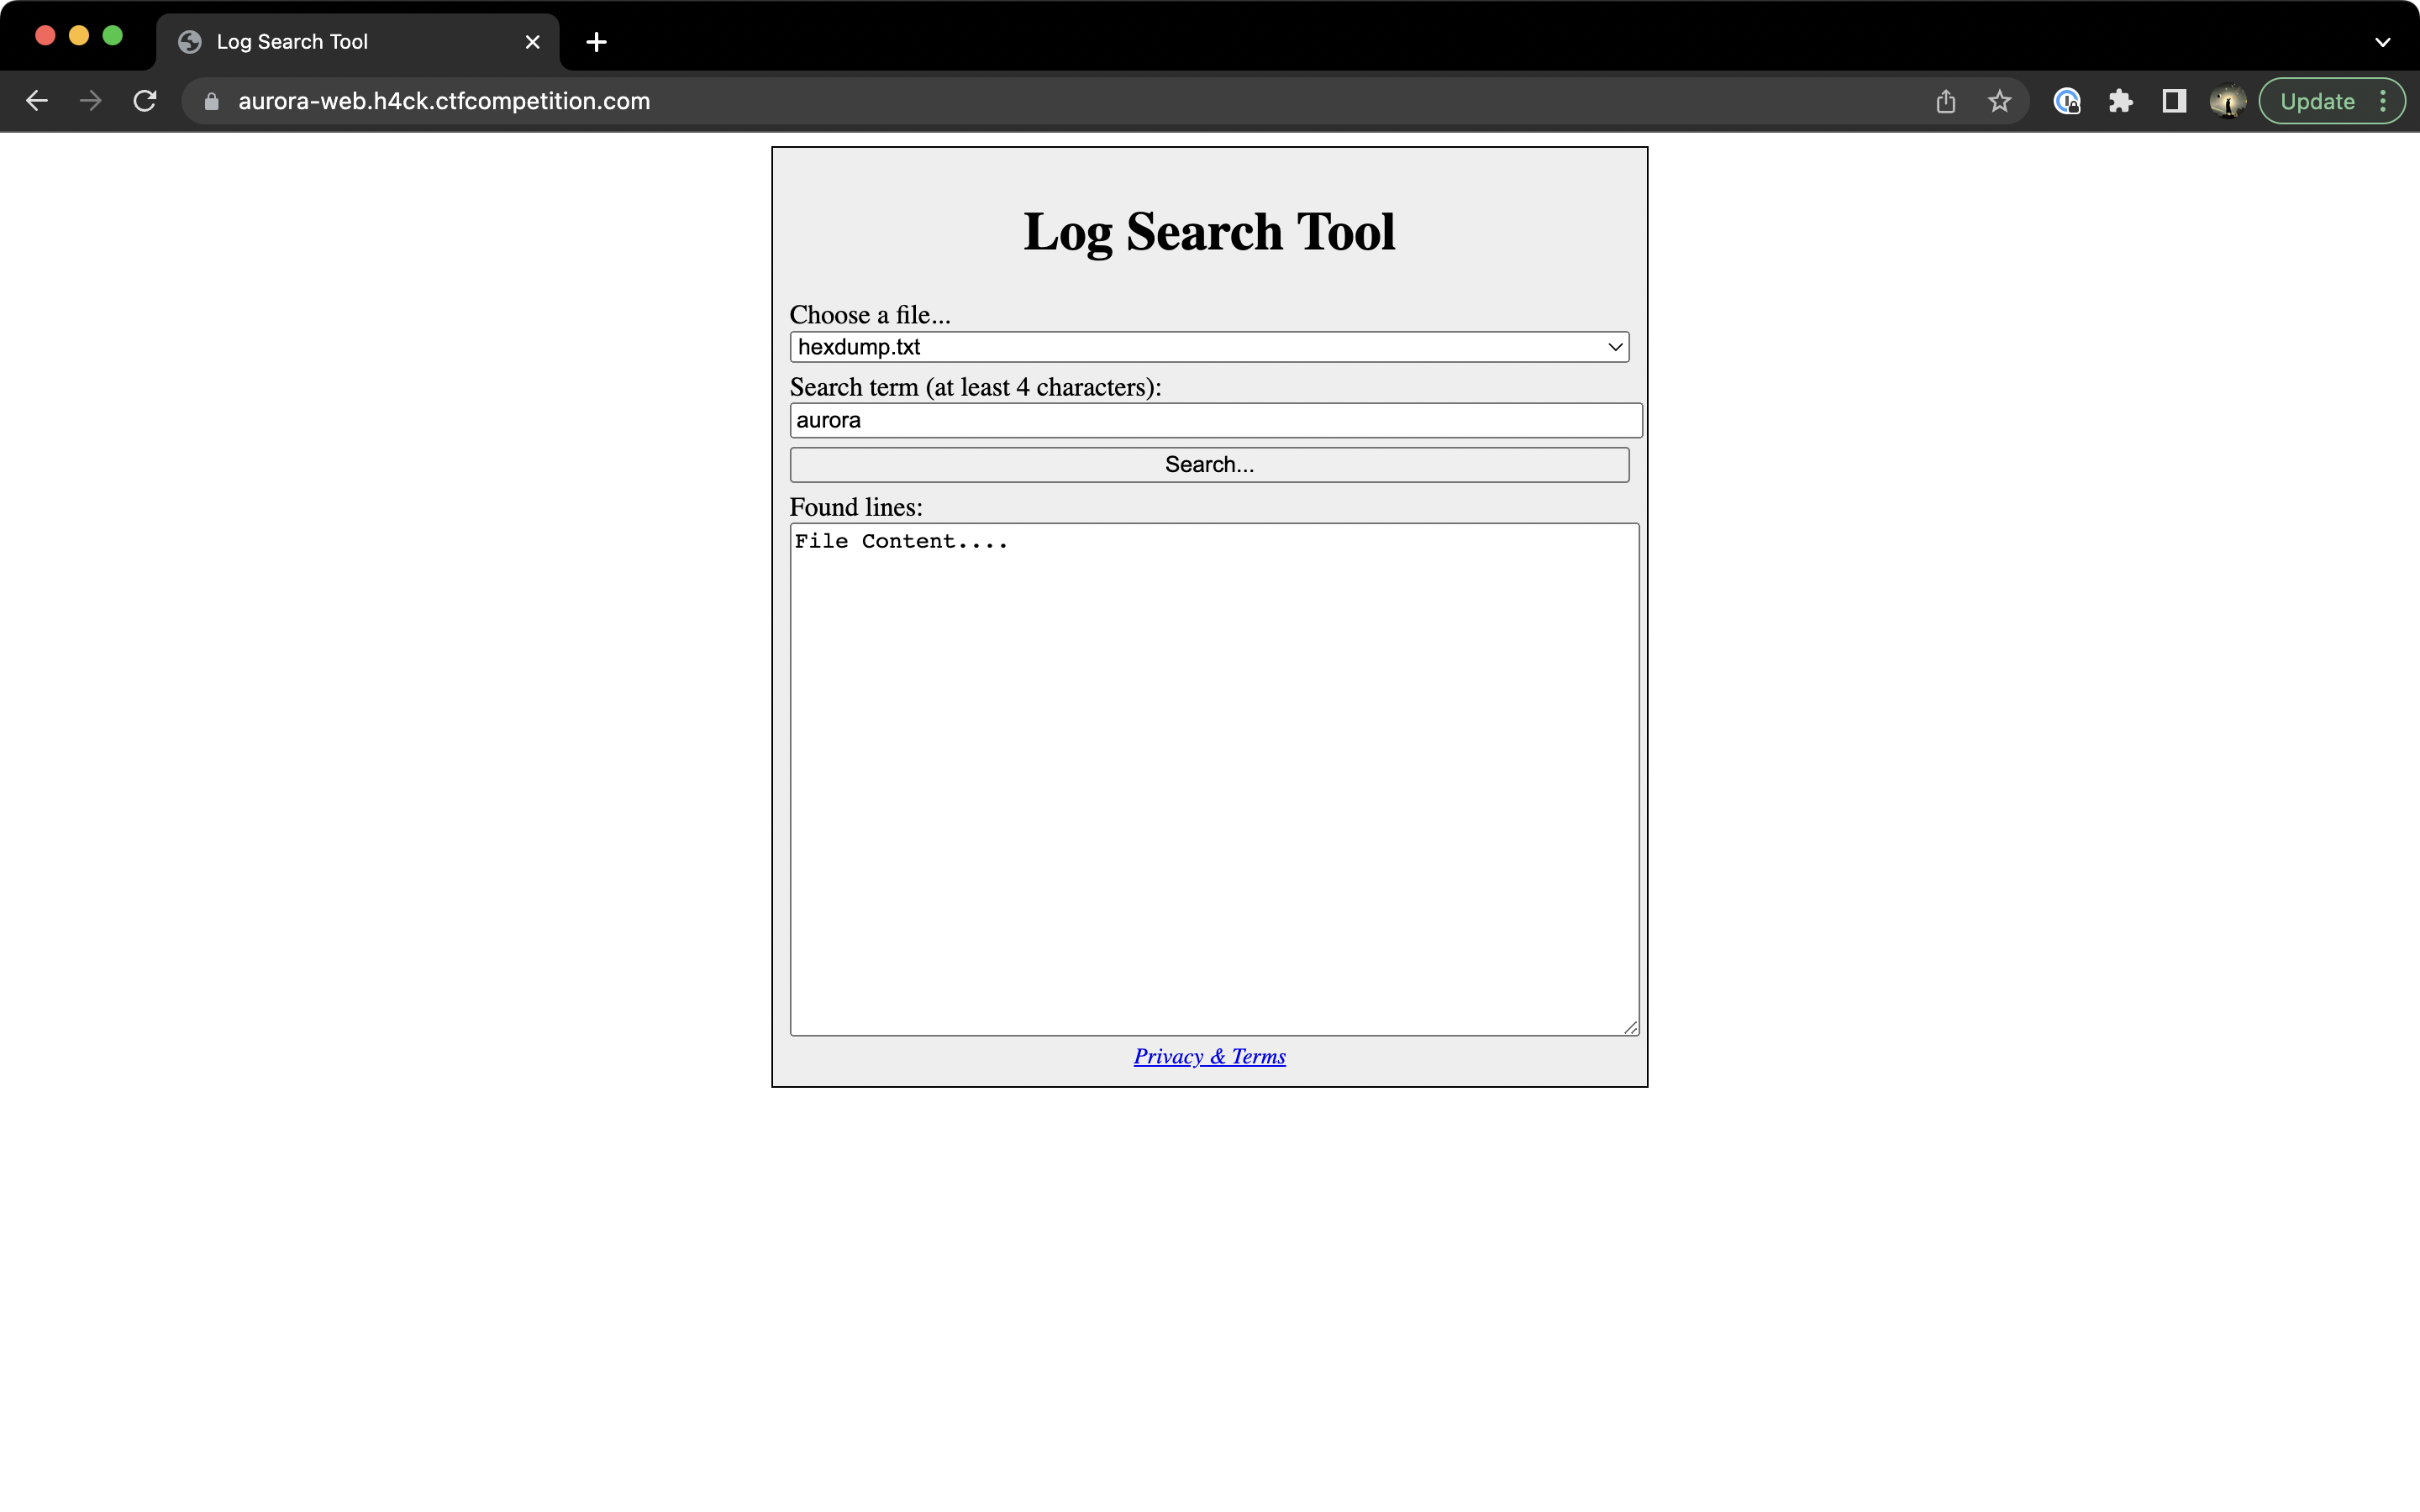 Log Search Tool
aurora-web.h4ck.ctfcompetition.com
Update
Log Search Tool
Choose a file...
hexdump.txt
Search term (at least 4 characters):
aurora
Search...
Found lines:
File Content....
Privacy & Terms